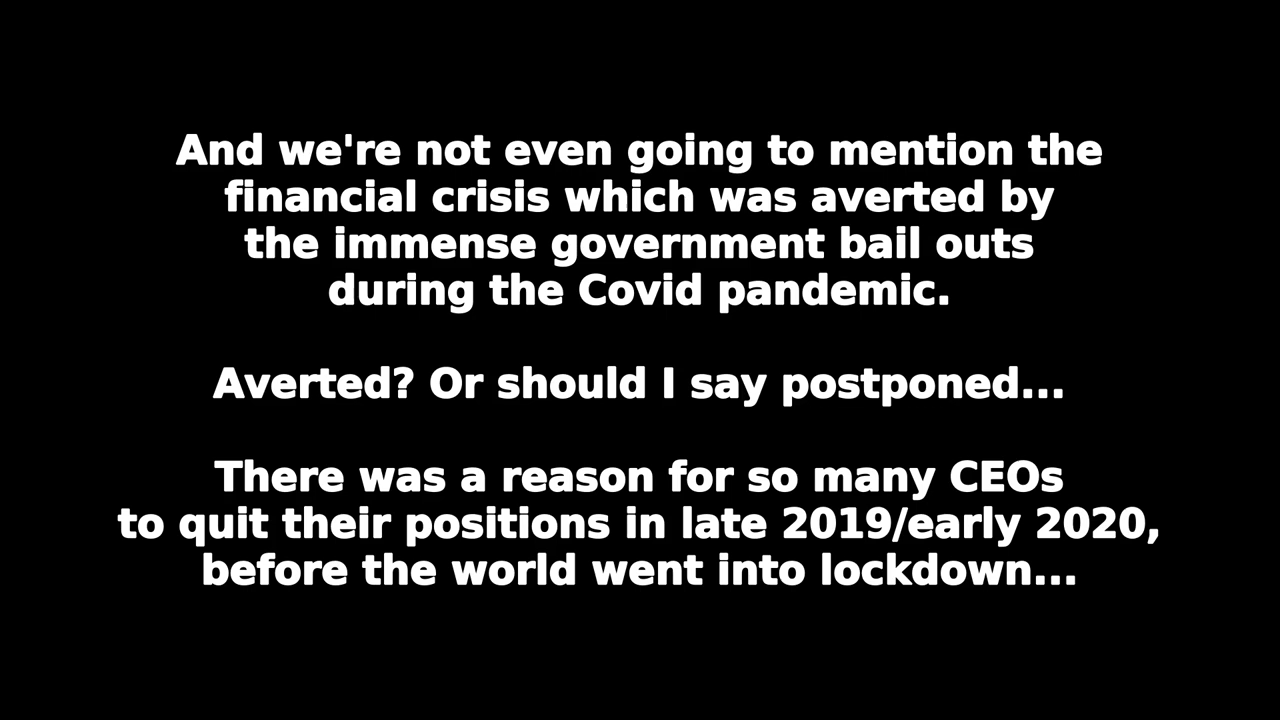 And we're not even going to mention the
financial crisis which was averted by
the immense government bail outs
during the Covid pandemic.
Averted? Or should I say postponed...
There was a reason for so many CEOs
to quit their positions in late 2019/early 2020,
before the world went into lockdown...